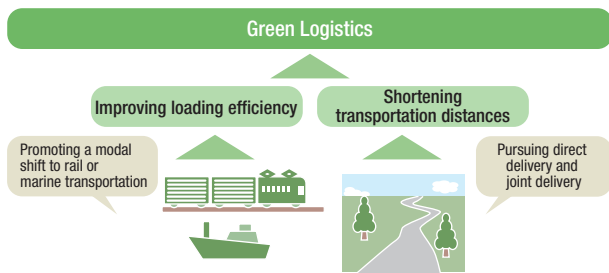 Green Logistics
Improving loading efficiency
Shortening
transportation distances
Promoting a modal
shift to rail or
marine transportation
Pursuing direct
delivery and
joint delivery